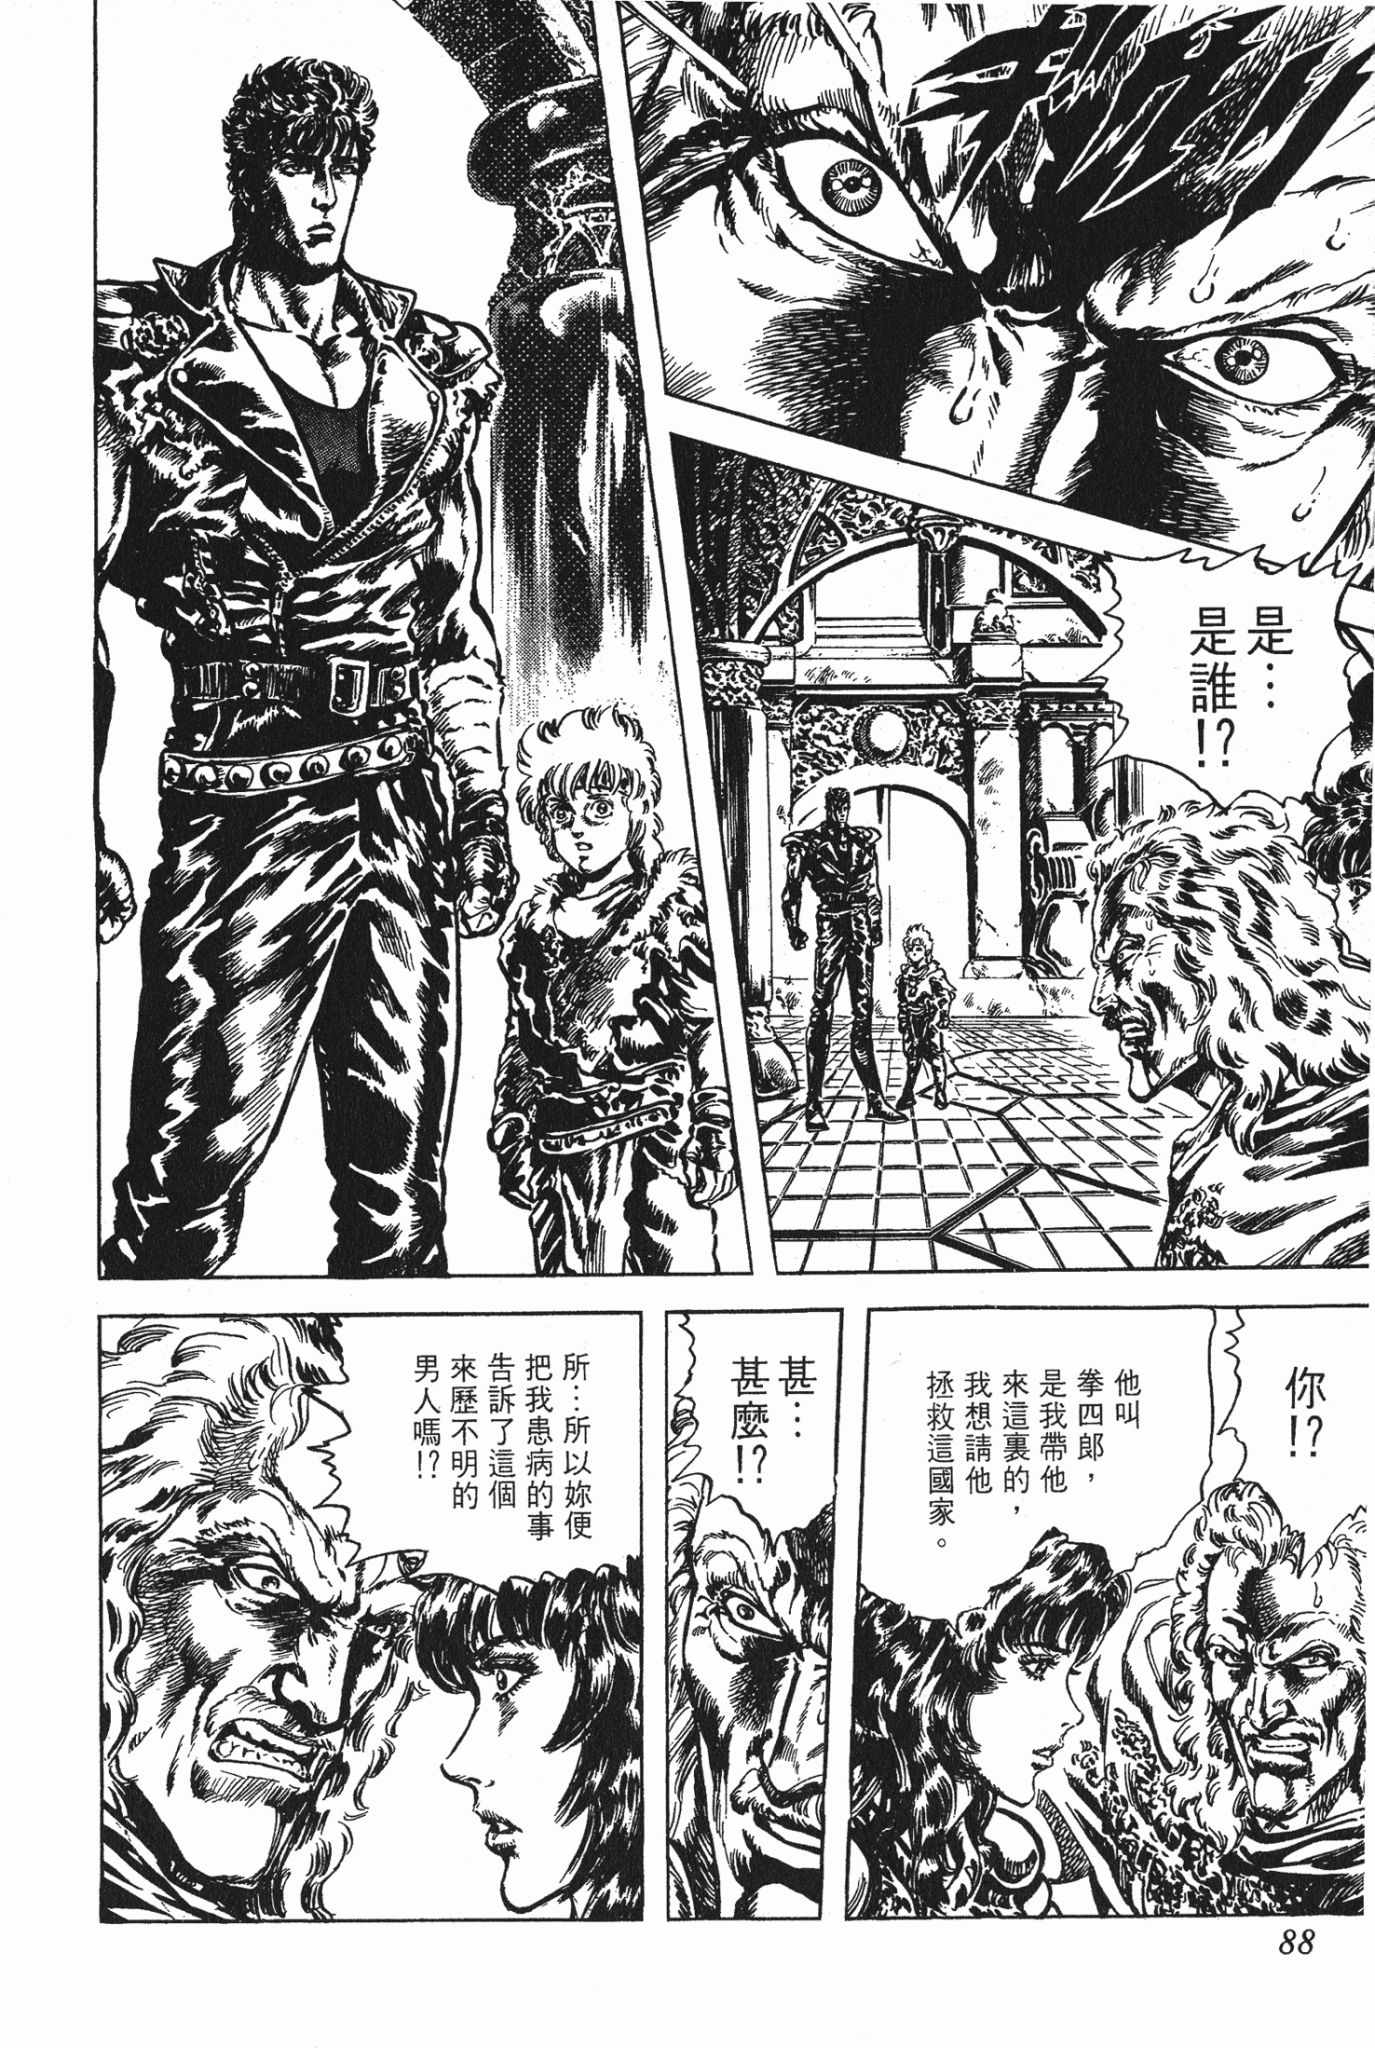 是…
是誰!?
你!?
他叫
拳四郎，
是我帶他
來這裏的，
我想請他
拯救這國家。
甚…
甚麼!?
所…所以妳便
把我患病的事
告訴了這個
來歷不明的
男人嗎!?
88